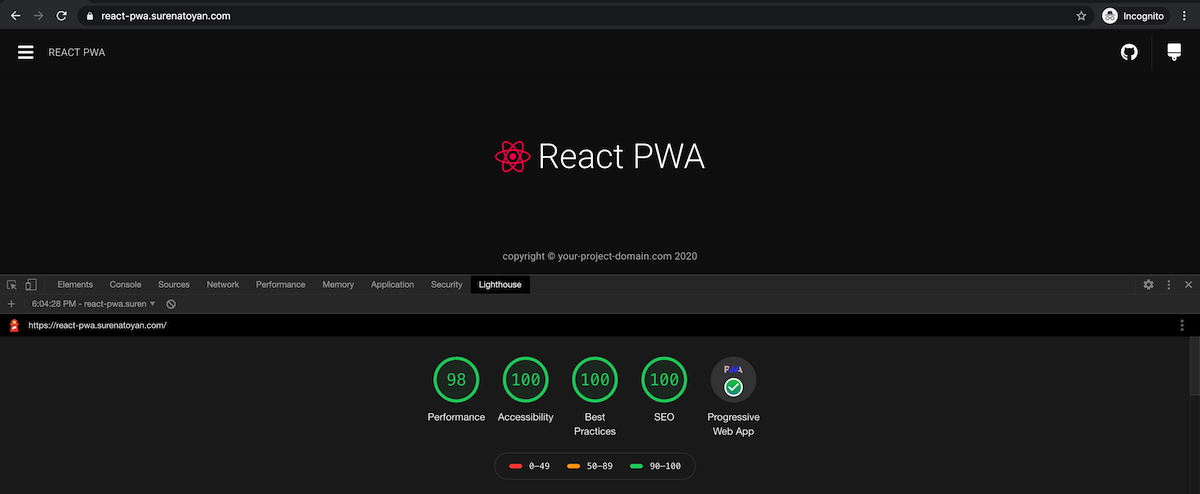 react-pwa.surenatoyan.com
Incognito
REACT PWA
React PWA
copyright © your-project-domain.com 2020
Elements Console Sources Network Performance Memory Application Security Lighthouse
6:04:28 PM - react-pwa.suren
https://react-pwa.surenatoyan.com/
98 100 100 100 PWA
Performance Accessibility Best Practices SEO Progressive Web App
0–49 50–89 90–100